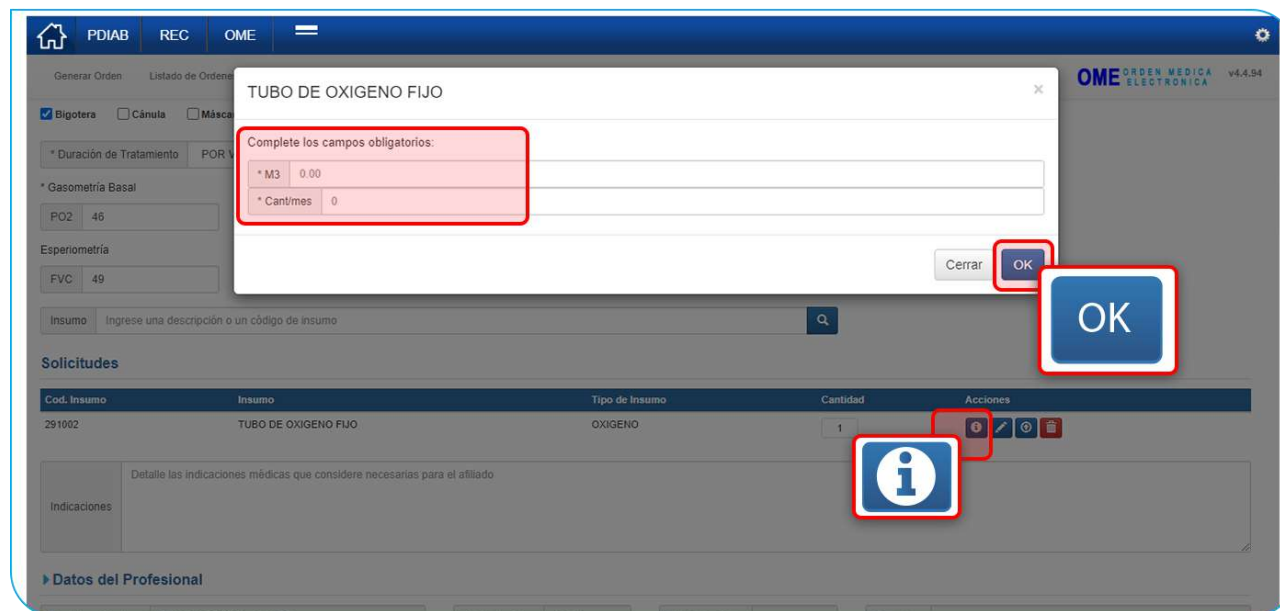 PDIAB REC OME
Generar Orden Listado de Ordene
OME ORDEN MEDICA ELECTRONICA v4.4.94
TUBO DE OXIGENO FIJO ×
Bigotera Cánula Másca
Complete los campos obligatorios:
* Duración de Tratamiento POR V
* M3 0.00
* Gasometría Basal
* Cant/mes 0
PO2 46
Esperiometría
Cerrar OK
FVC 49
OK
Insumo Ingrese una descripción o un código de insumo
Solicitudes
Cod. Insumo Insumo Tipo de Insumo Cantidad Acciones
291002 TUBO DE OXIGENO FIJO OXIGENO 1
Detalle las indicaciones médicas que considere necesarias para el afiliado
Indicaciones
Datos del Profesional